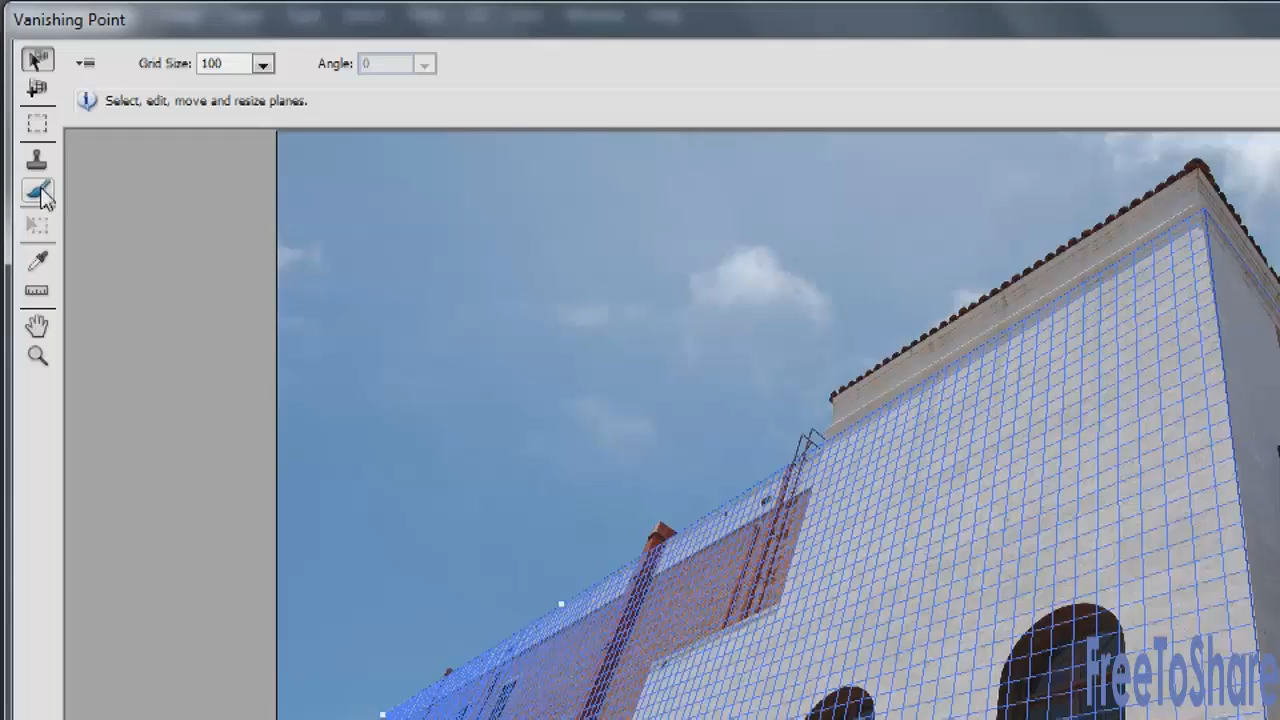 Vanishing Point
Grid Size: 100 Angle: 0
Select, edit, move and resize planes.
FreeToShare